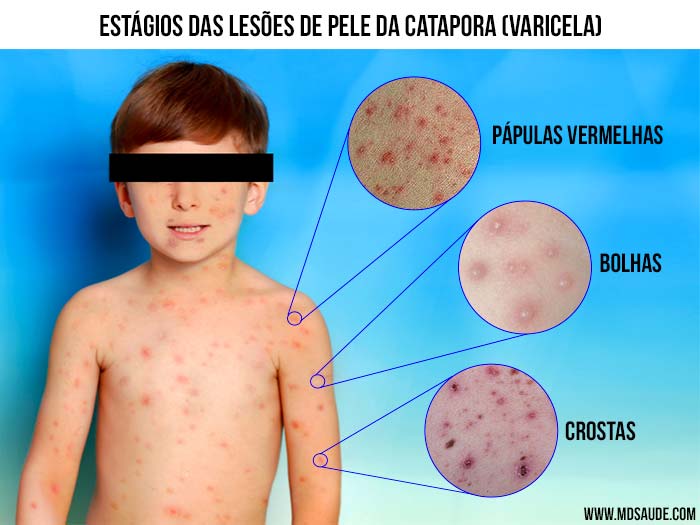 ESTÁGIOS DAS LESÕES DE PELE DA CATAPORA (VARICELA)
PÁPULAS VERMELHAS
BOLHAS
CROSTAS
WWW.MDSAUDE.COM